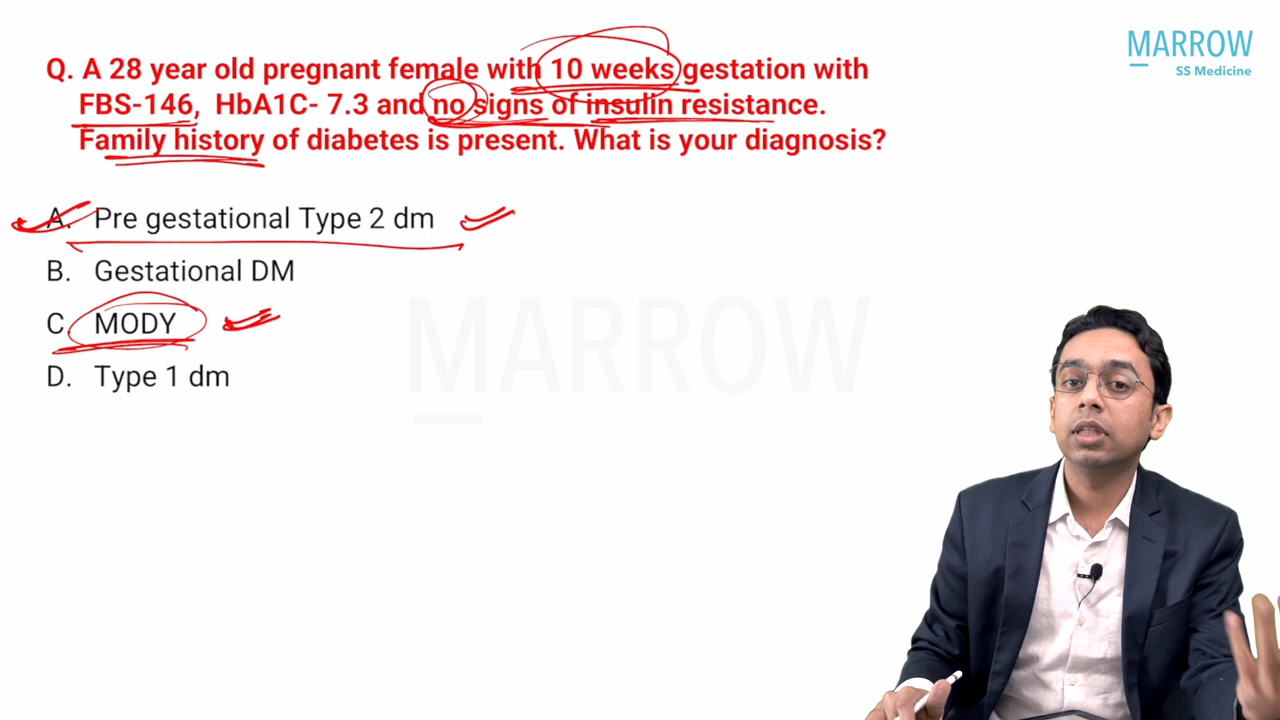 MARROW
SS Medicine
Q. A 28 year old pregnant female with 10 weeks gestation with
FBS-146, HbA1C- 7.3 and no signs of insulin resistance.
Family history of diabetes is present. What is your diagnosis?
A. Pre gestational Type 2 dm
B. Gestational DM
C. MODY
D. Type 1 dm
MARROW